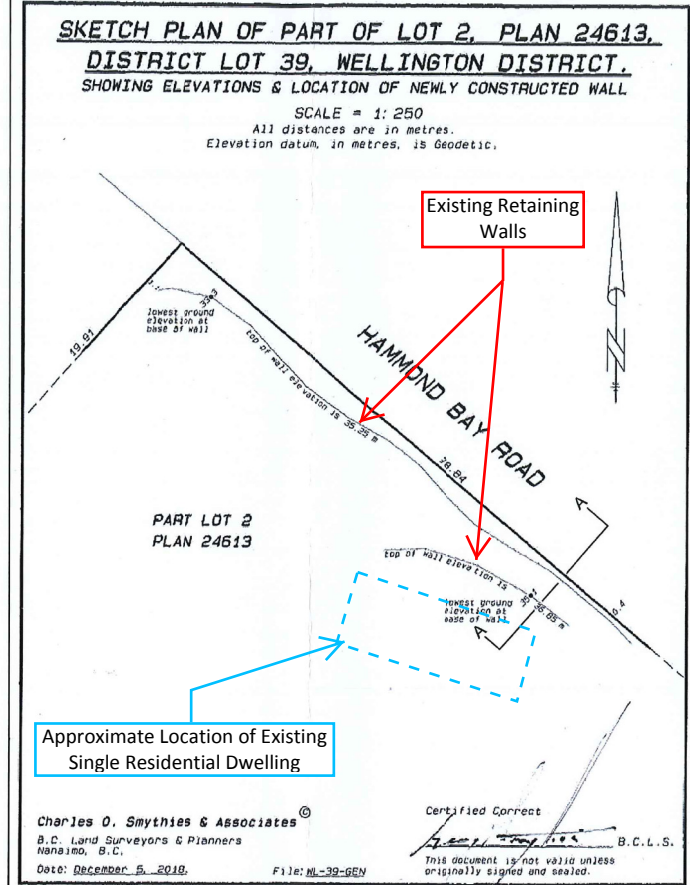 SKETCH PLAN OF PART OF LOT 2, PLAN 24613,
DISTRICT LOT 39, WELLINGTON DISTRICT.
SHOWING ELEVATIONS & LOCATION OF NEWLY CONSTRUCTED WALL
SCALE = 1: 250
All distances are in metres.
Elevation datum, in metres, is Geodetic.
Existing Retaining
Walls
N
19.91
33.3
lowest ground
elevation at
base of wall
top of wall elevation is 35.25 m
HAMMOND BAY ROAD
PART LOT 2
PLAN 24613
A
top of wall elevation is
36.85 m
lowest ground
elevation at
base of wall
A
Approximate Location of Existing
Single Residential Dwelling
Charles O. Smythies & Associates ©
B.C. Land Surveyors & Planners
Nanaimo, B.C.
Date: December 5, 2018.
File: NL-39-GEN
Certified Correct
B.C.L.S.
This document is not valid unless
originally signed and sealed.